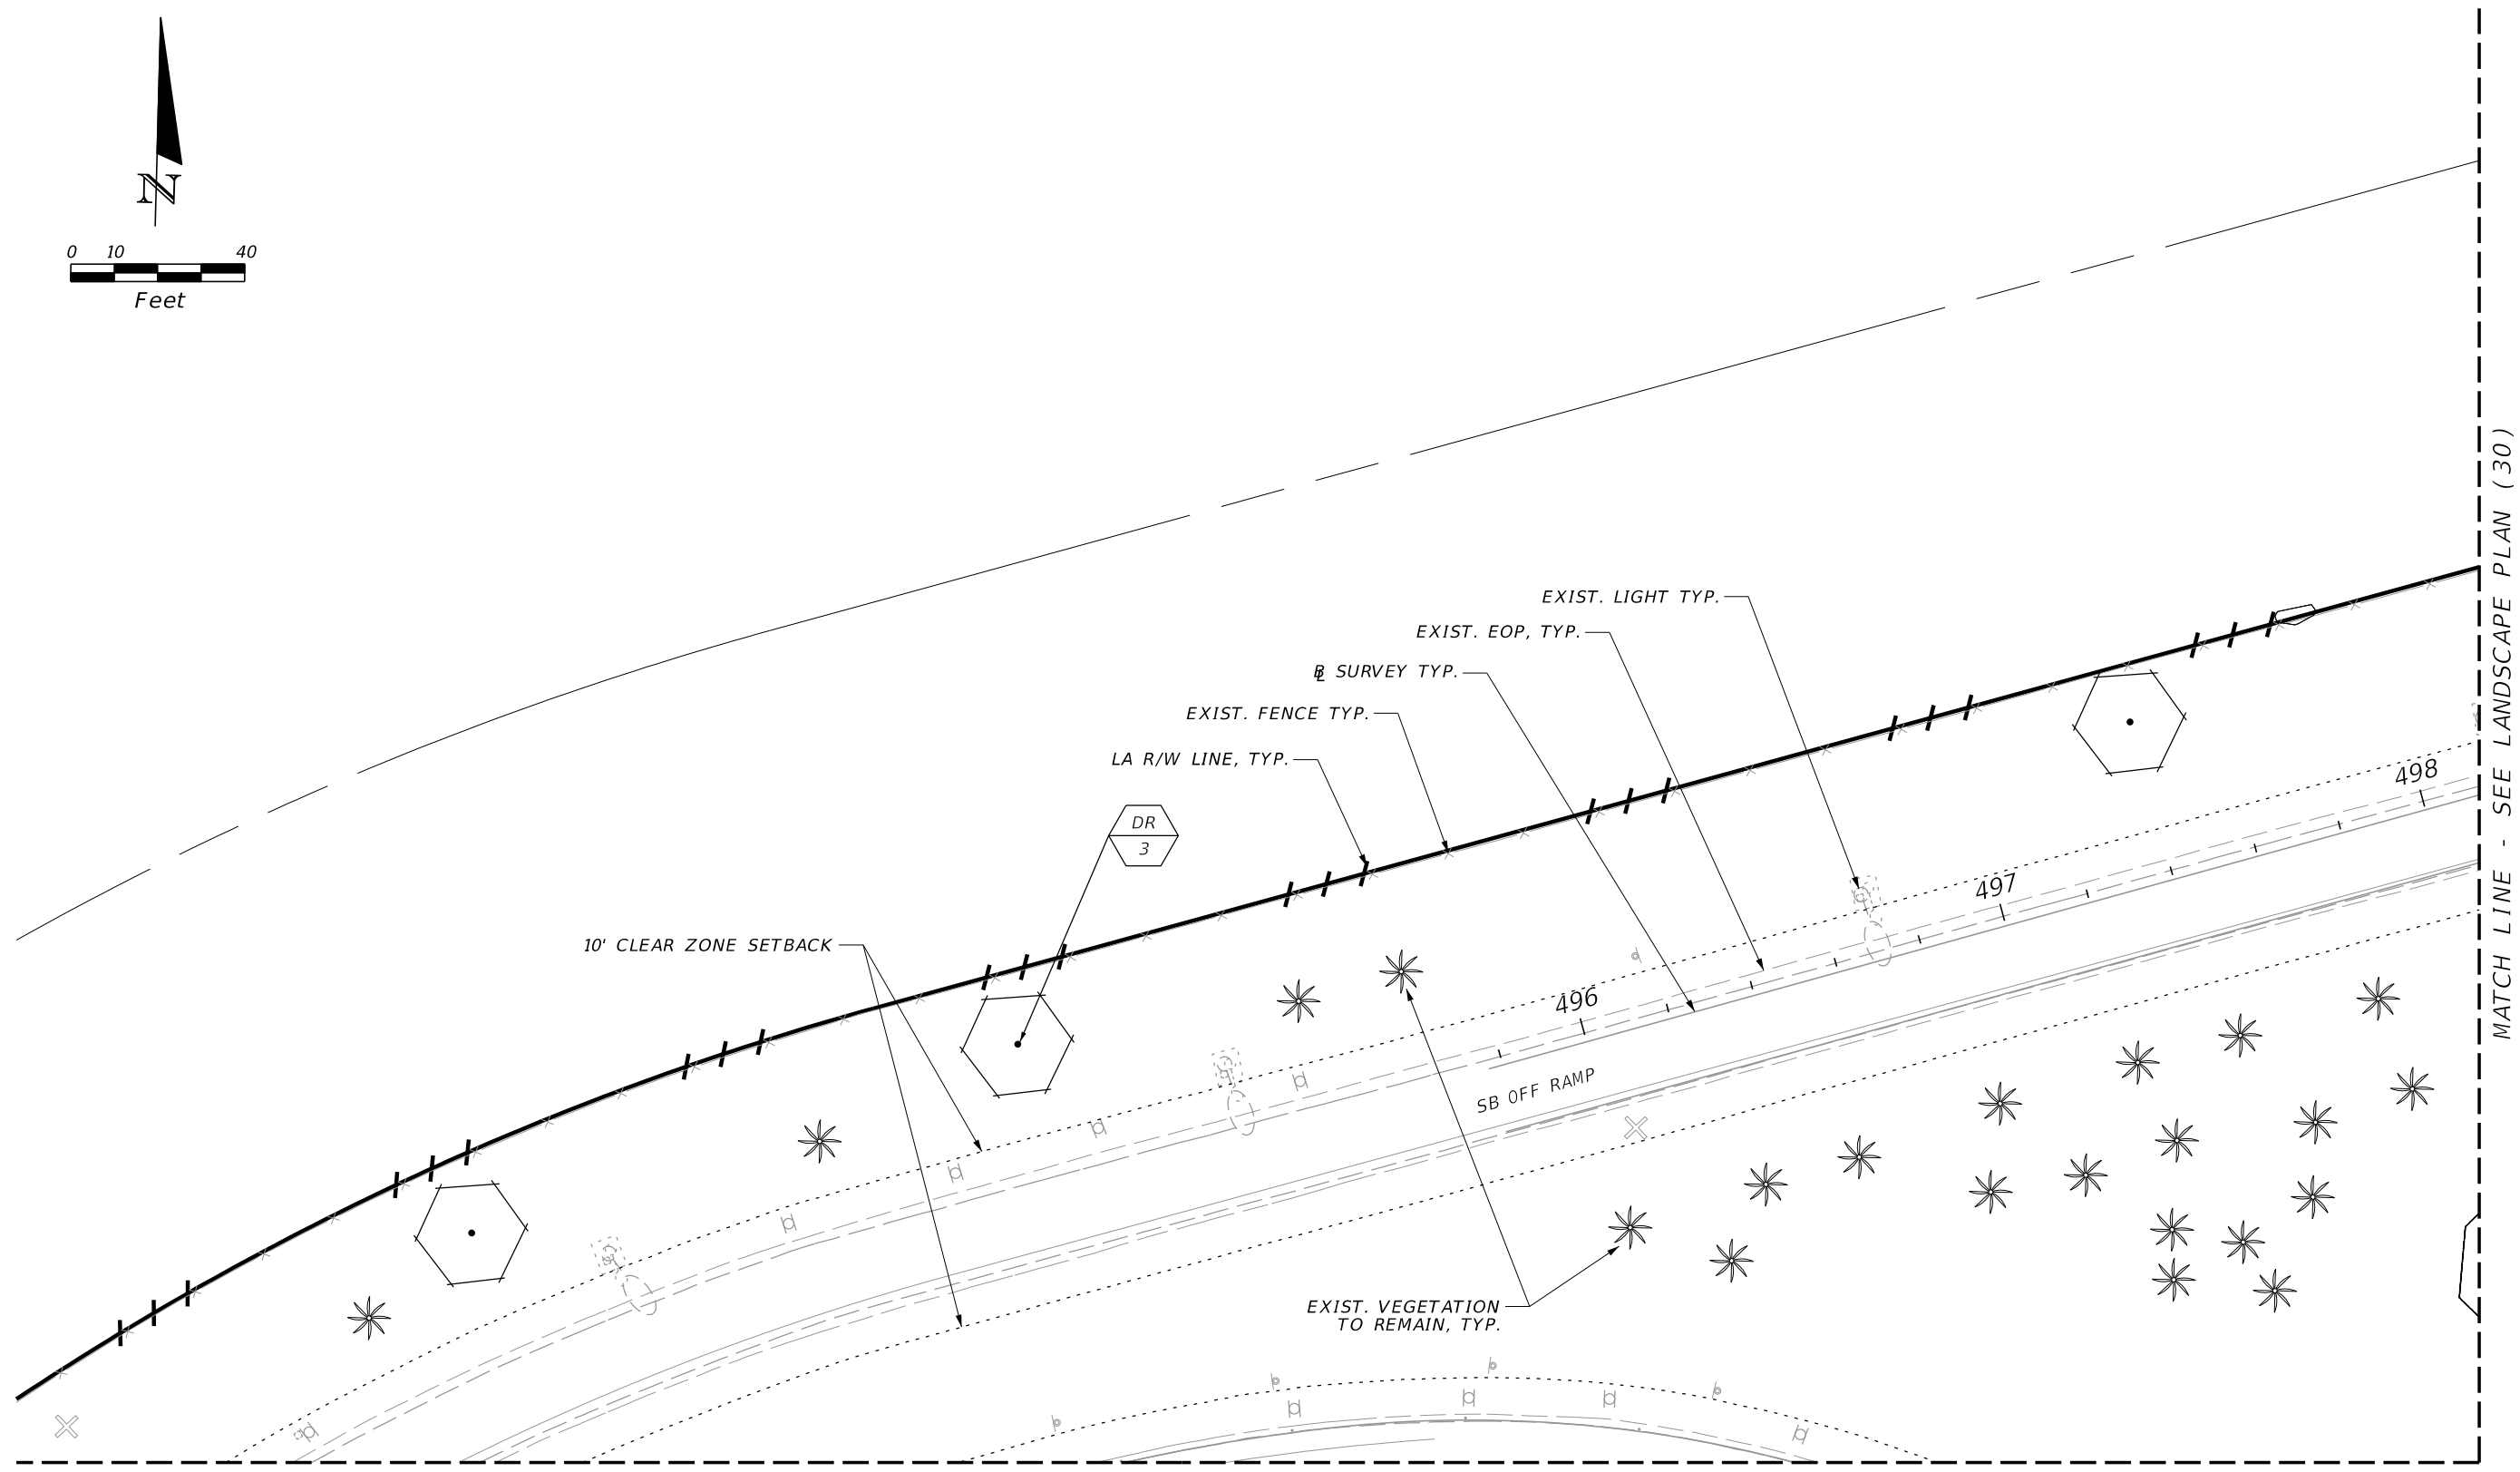 N
0 10 40
Feet
EXIST. LIGHT TYP.
EXIST. EOP, TYP.
BL SURVEY TYP.
EXIST. FENCE TYP.
LA R/W LINE, TYP.
DR
3
10' CLEAR ZONE SETBACK
498
497
496
SB OFF RAMP
EXIST. VEGETATION
TO REMAIN, TYP.
MATCH LINE - SEE LANDSCAPE PLAN (30)